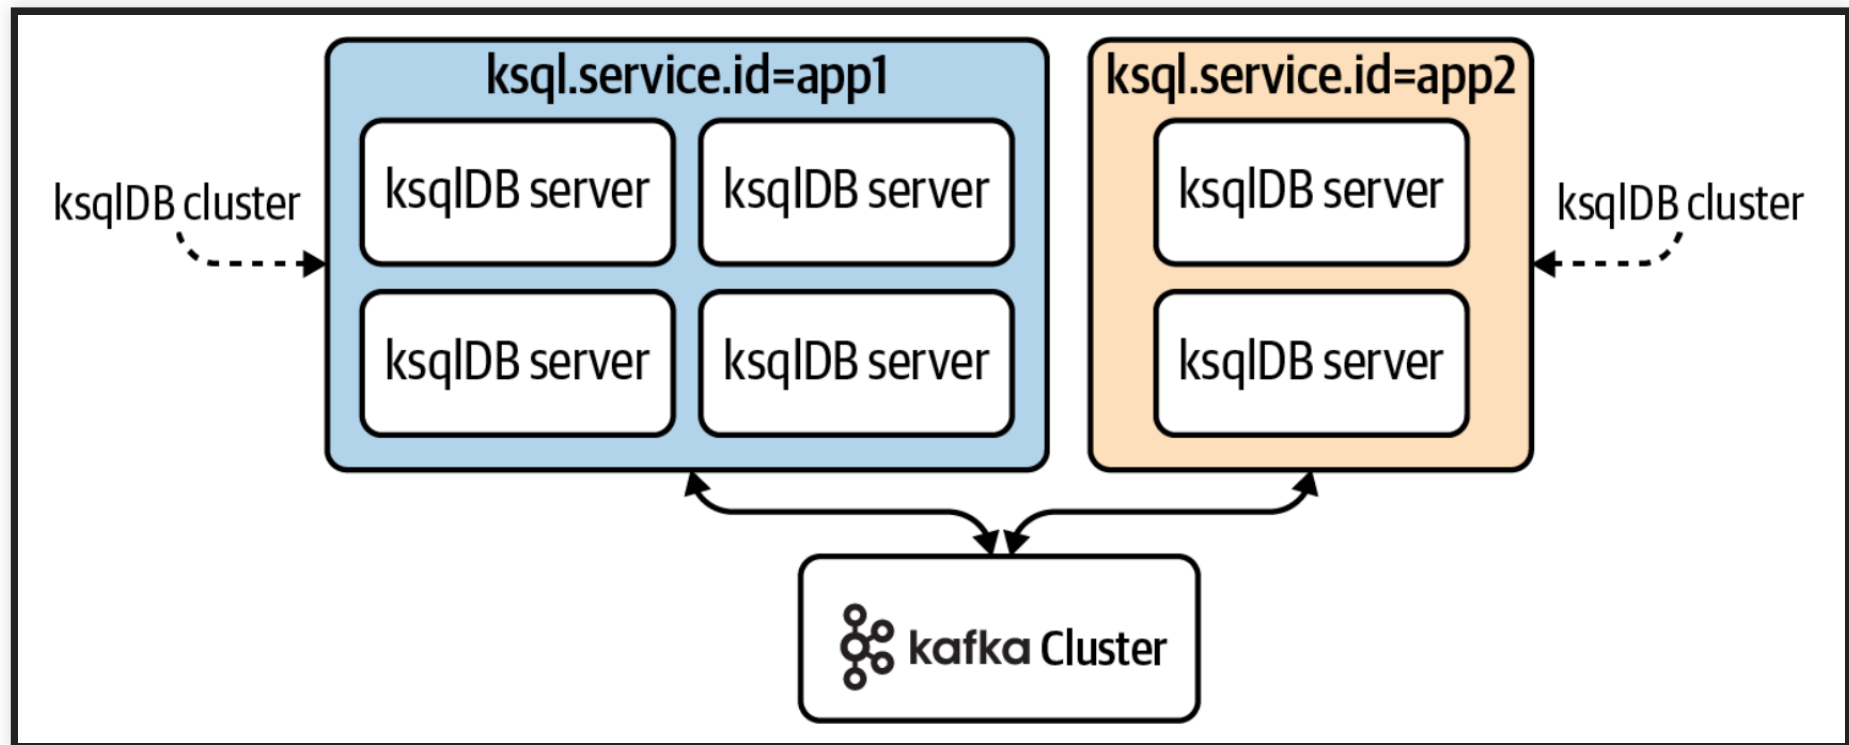 ksql.service.id=app1
ksql.service.id=app2
ksqlDB cluster
ksqlDB server
ksqlDB server
ksqlDB server
ksqlDB cluster
ksqlDB server
ksqlDB server
ksqlDB server
kafka Cluster